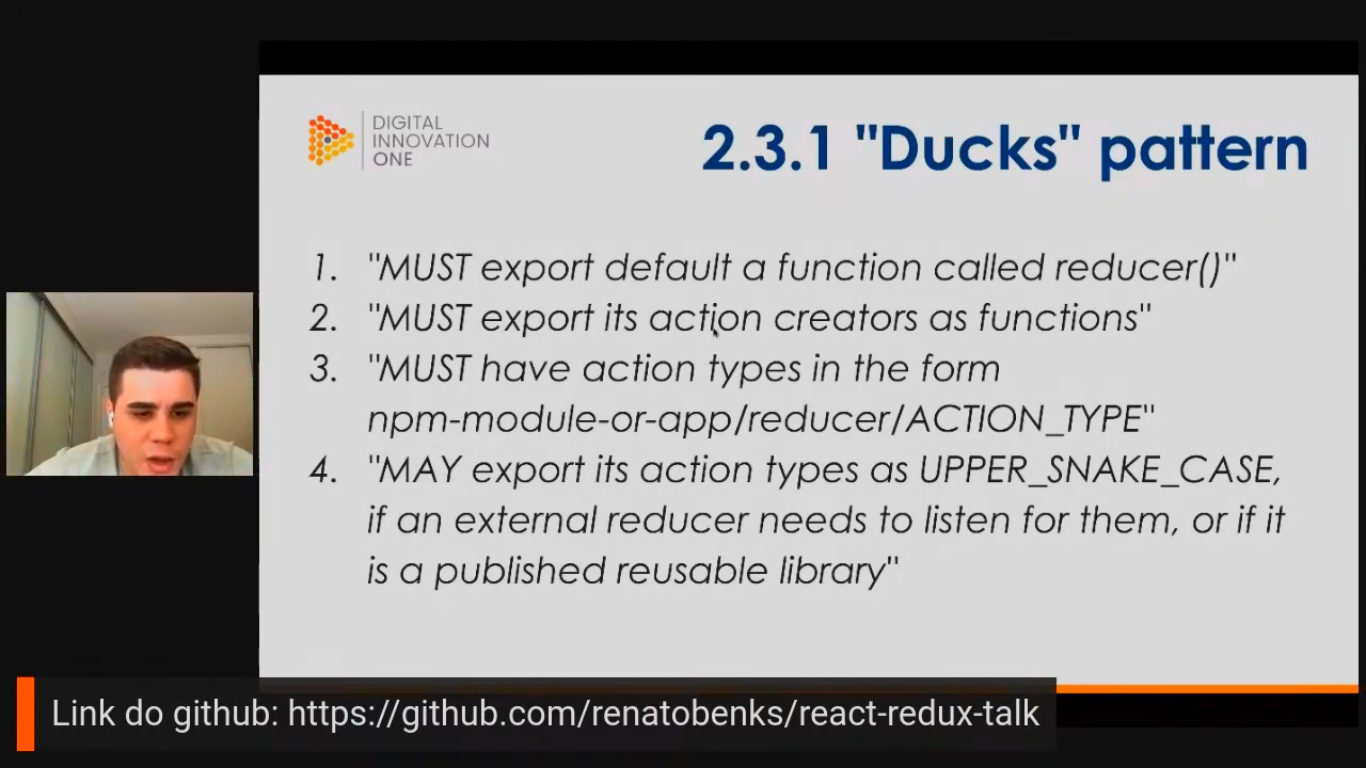 DIGITAL
INNOVATION
ONE
2.3.1 "Ducks" pattern
1. "MUST export default a function called reducer()"
2. "MUST export its action creators as functions"
3. "MUST have action types in the form
npm-module-or-app/reducer/ACTION_TYPE"
4. "MAY export its action types as UPPER_SNAKE_CASE,
if an external reducer needs to listen for them, or if it
is a published reusable library"
Link do github: https://github.com/renatobenks/react-redux-talk